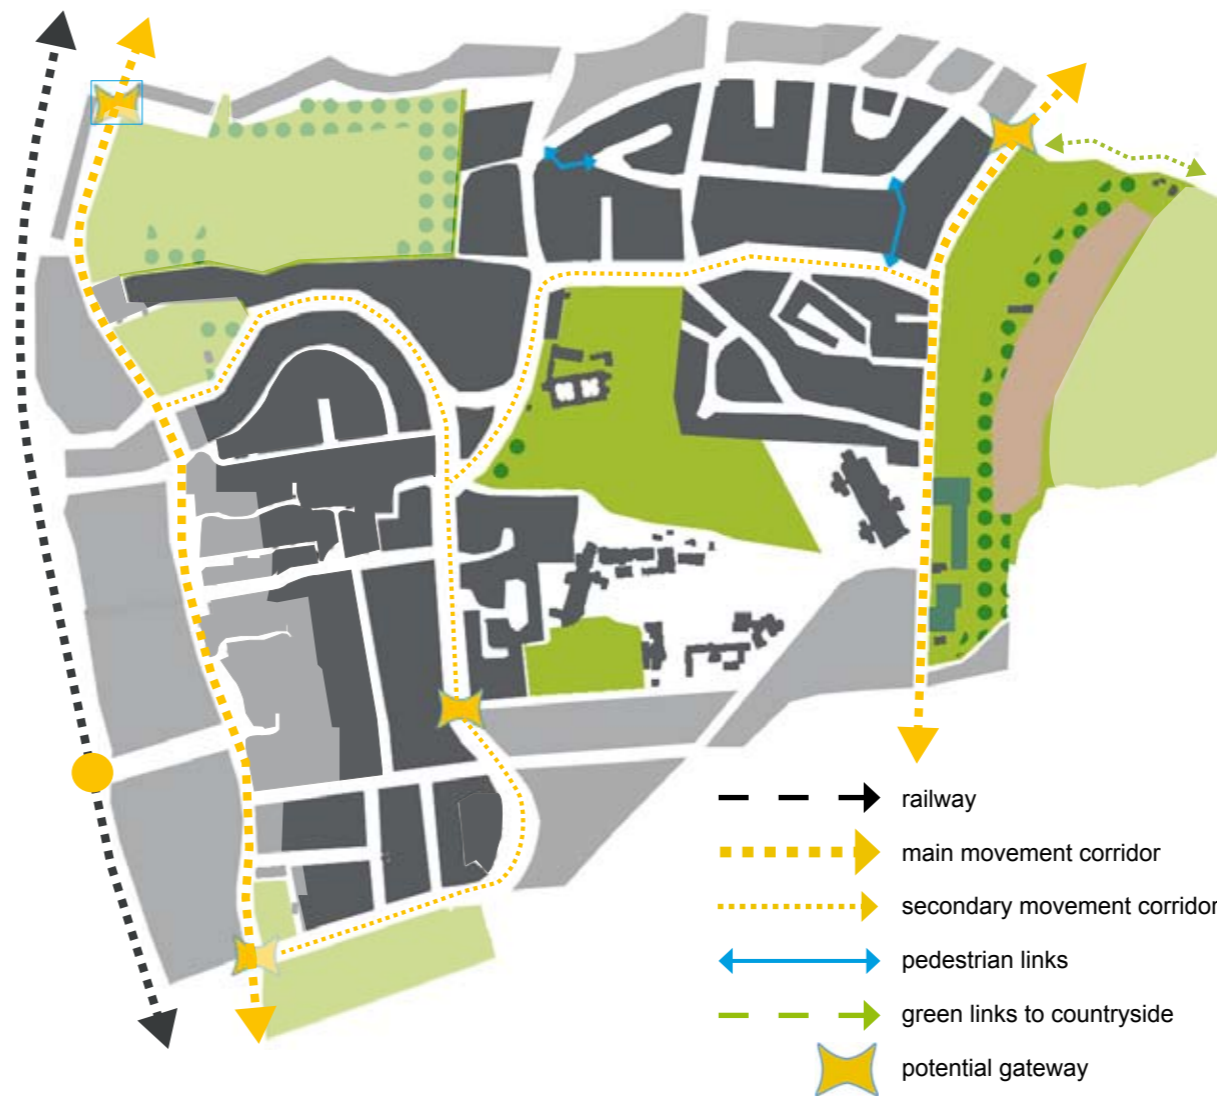 railway
main movement corridor
secondary movement corridor
pedestrian links
green links to countryside
potential gateway